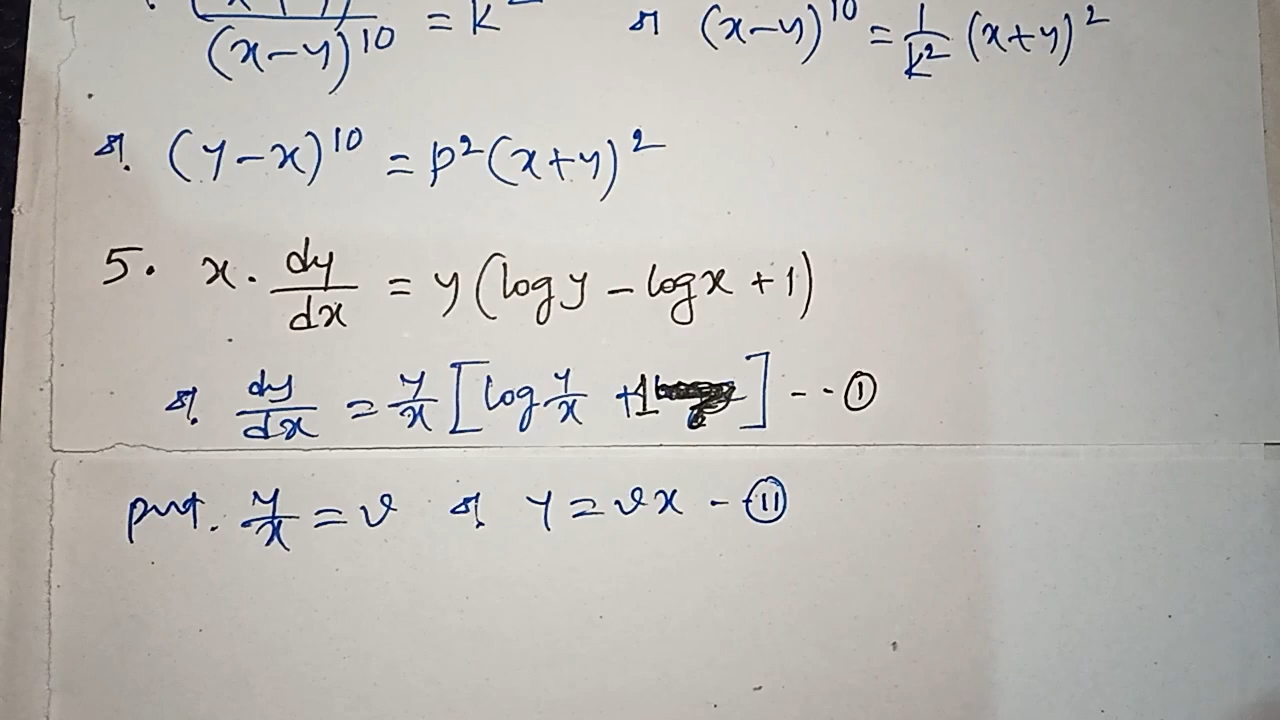 (x-y)¹⁰ = k² or (x-y)¹⁰ = 1/k² (x+y)²
or. (y-x)¹⁰ = p²(x+y)²
5. x. dy/dx = y(log y - log x + 1)
or. dy/dx = y/x [log y/x + 1] --- ①
put. y/x = v or y = vx - ⑪